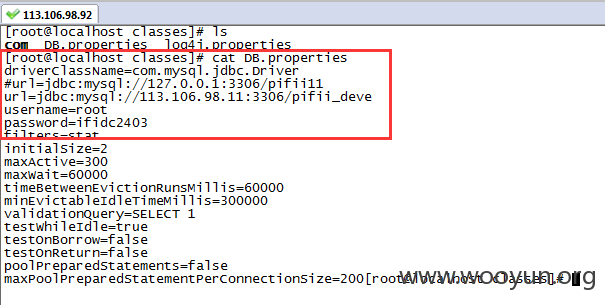 113.106.98.92
[root@localhost classes]# ls
com DB.properties log4j.properties
[root@localhost classes]# cat DB.properties
driverClassName=com.mysql.jdbc.Driver
#url=jdbc:mysql://127.0.0.1:3306/pifii11
url=jdbc:mysql://113.106.98.11:3306/pifii_deve
username=root
password=ifidc2403
filters=stat
initialSize=2
maxActive=300
maxWait=60000
timeBetweenEvictionRunsMillis=60000
minEvictableIdleTimeMillis=300000
validationQuery=SELECT 1
testWhileIdle=true
testOnBorrow=false
testOnReturn=false
poolPreparedStatements=false
maxPoolPreparedStatementPerConnectionSize=200[root@localhost classes]#
www.wooyun.org